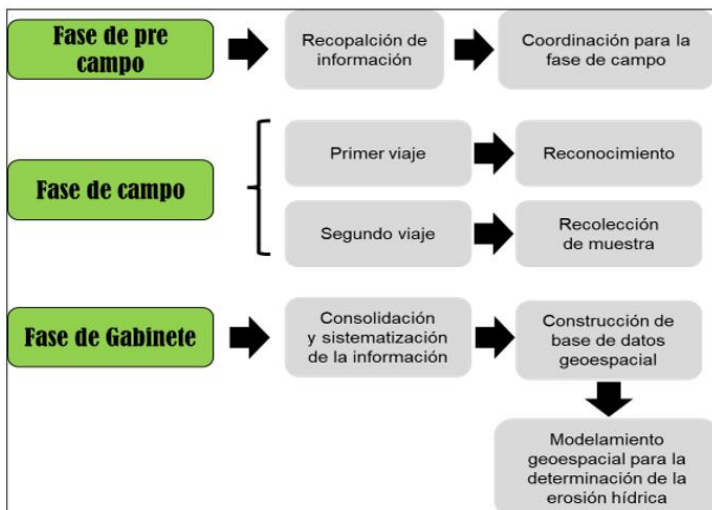 Fase de pre
campo
Recopalción de
información
Coordinación para la
fase de campo
Fase de campo
Primer viaje
Reconocimiento
Segundo viaje
Recolección
de muestra
Fase de Gabinete
Consolidación
y sistematización
de la información
Construcción de
base de datos
geoespacial
Modelamiento
geoespacial para la
determinación de la
erosión hídrica